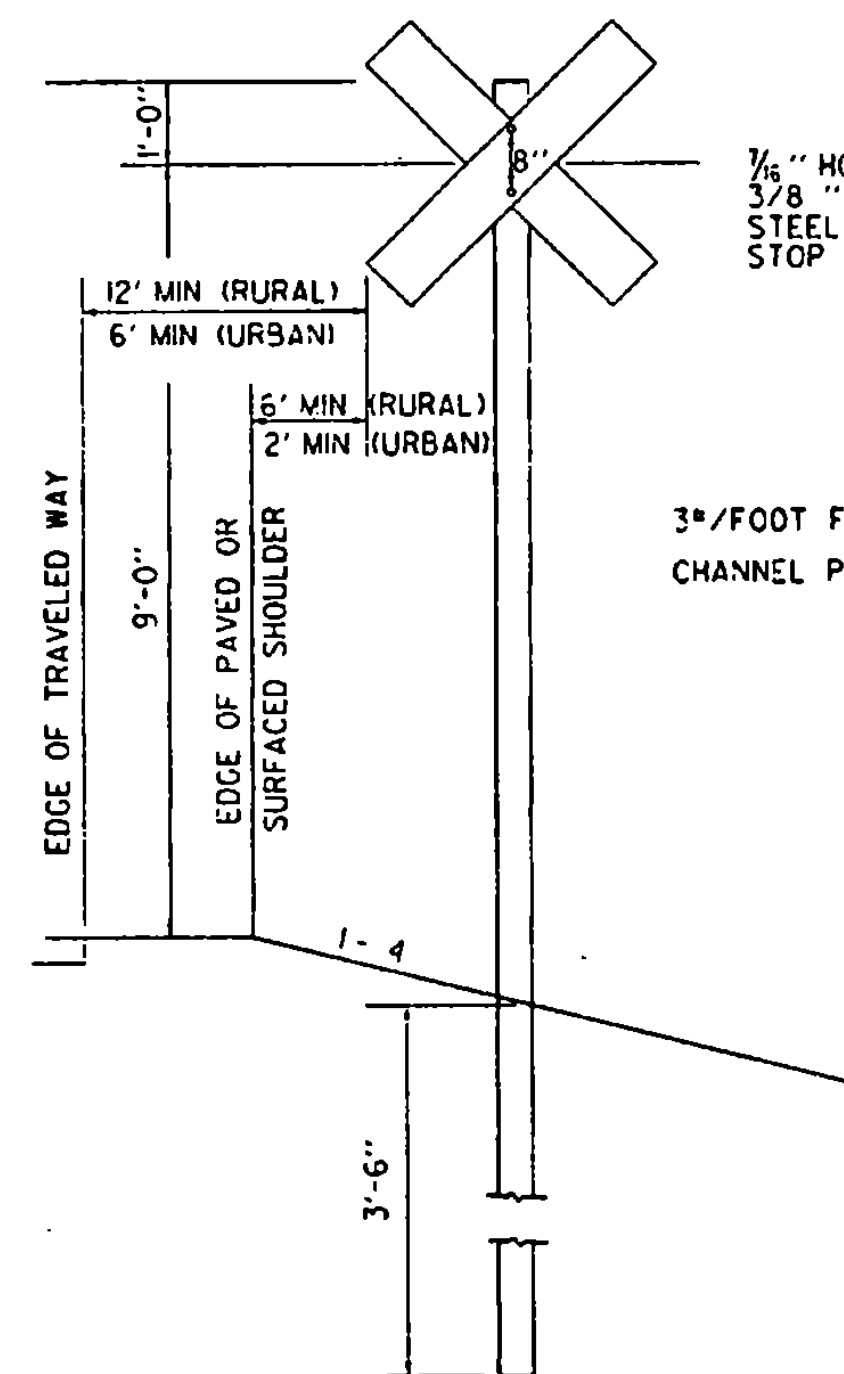 1'-0"
8"
7/16" HO
3/8 "
STEEL
STOP
12' MIN (RURAL)
6' MIN (URBAN)
6' MIN (RURAL)
2' MIN (URBAN)
EDGE OF TRAVELED WAY
9'-0"
EDGE OF PAVED OR
SURFACED SHOULDER
3#/FOOT F
CHANNEL P
1 - 4
3'-6"